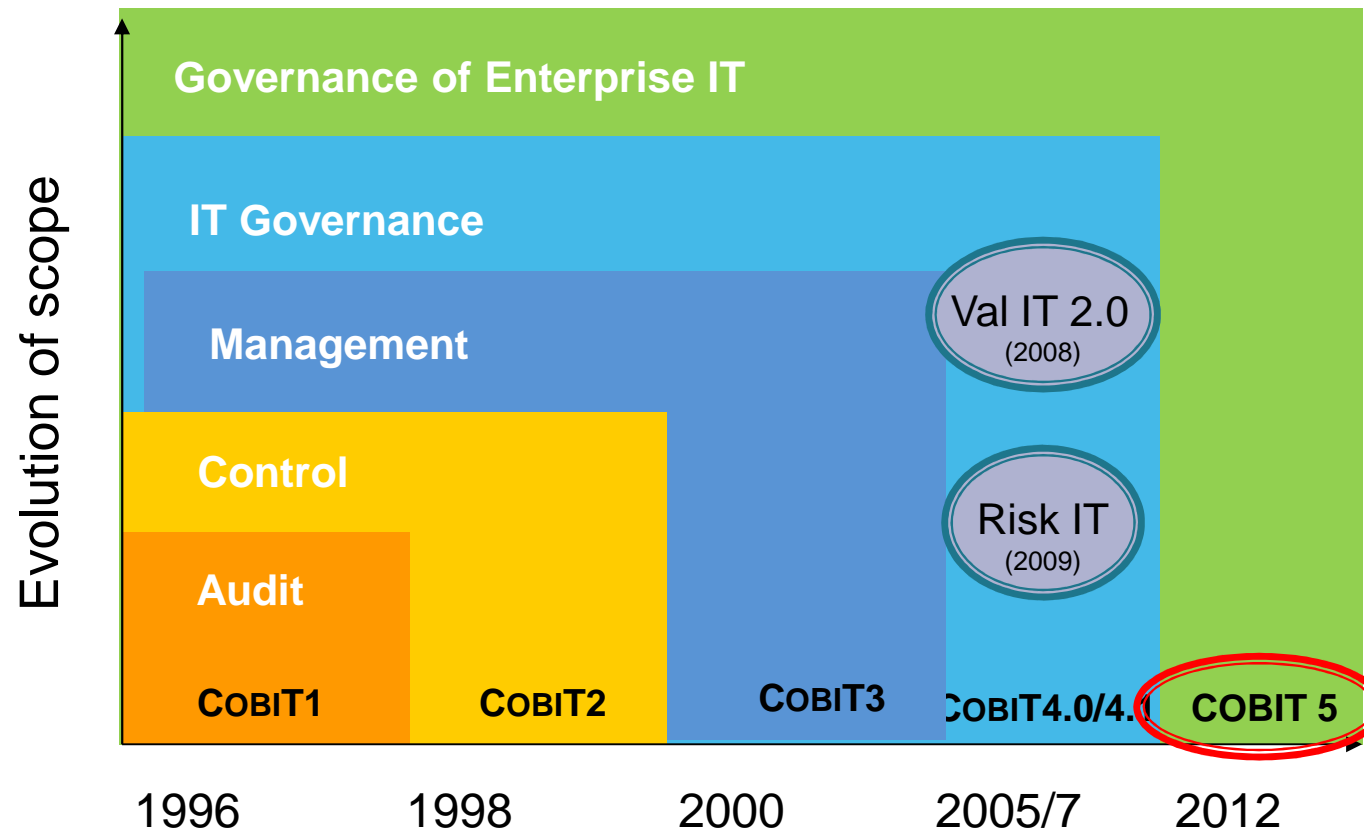 Evolution of scope
Governance of Enterprise IT
IT Governance
Management
Control
Audit
Val IT 2.0
(2008)
Risk IT
(2009)
COBIT1
COBIT2
COBIT3
COBIT4.0/4.1
COBIT 5
1996
1998
2000
2005/7
2012